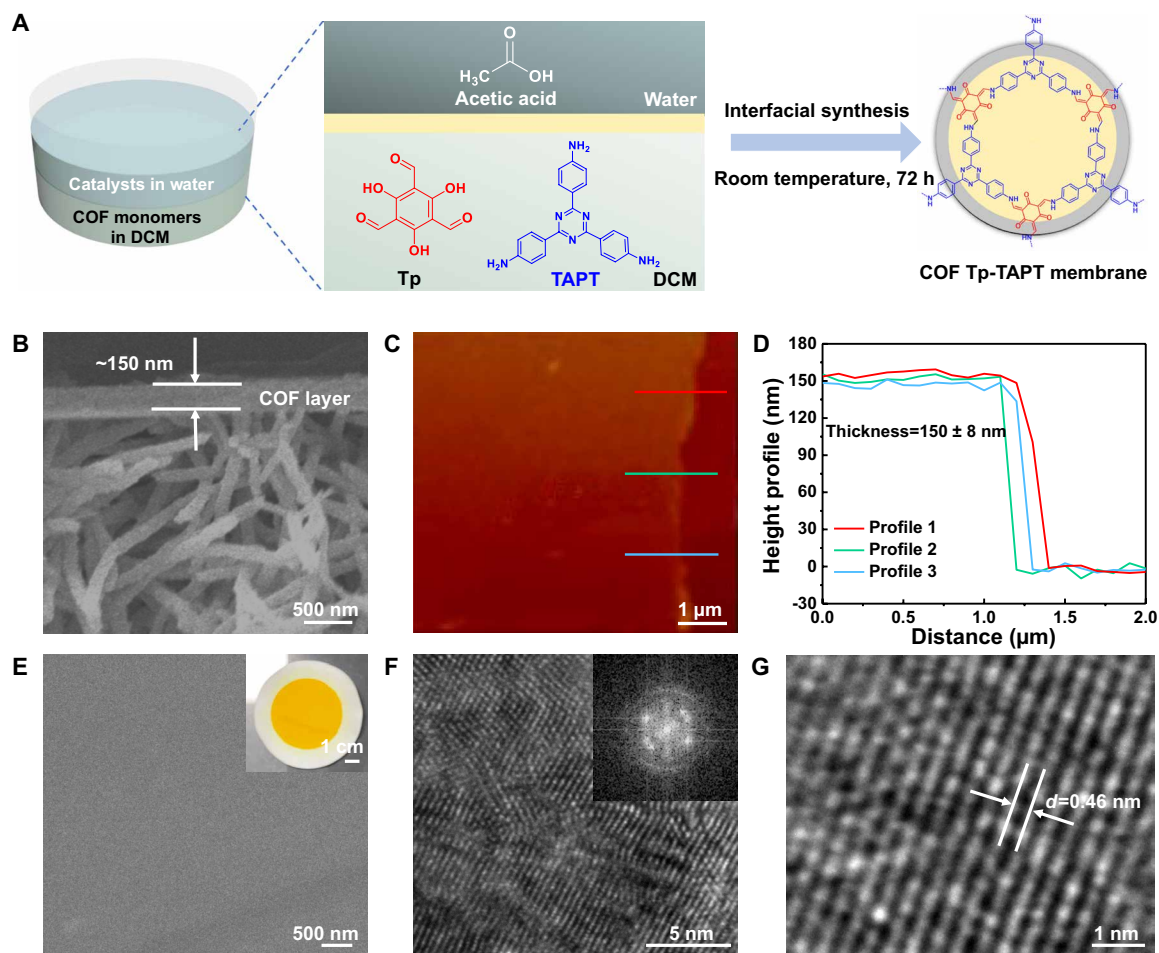 A
Catalysts in water
COF monomers
in DCM
O
H₃C
OH
Acetic acid
Water
O
HO
OH
O
O
OH
Tp
NH₂
N
N
N
H₂N
NH₂
TAPT
DCM
Interfacial synthesis
Room temperature, 72 h
COF Tp-TAPT membrane
B
~150 nm
COF layer
500 nm
C
1 µm
D
Height profile (nm)
180
150
120
90
60
30
0
-30
Thickness=150 ± 8 nm
Profile 1
Profile 2
Profile 3
0.0
0.5
1.0
1.5
2.0
Distance (µm)
E
1 cm
500 nm
F
5 nm
G
d=0.46 nm
1 nm